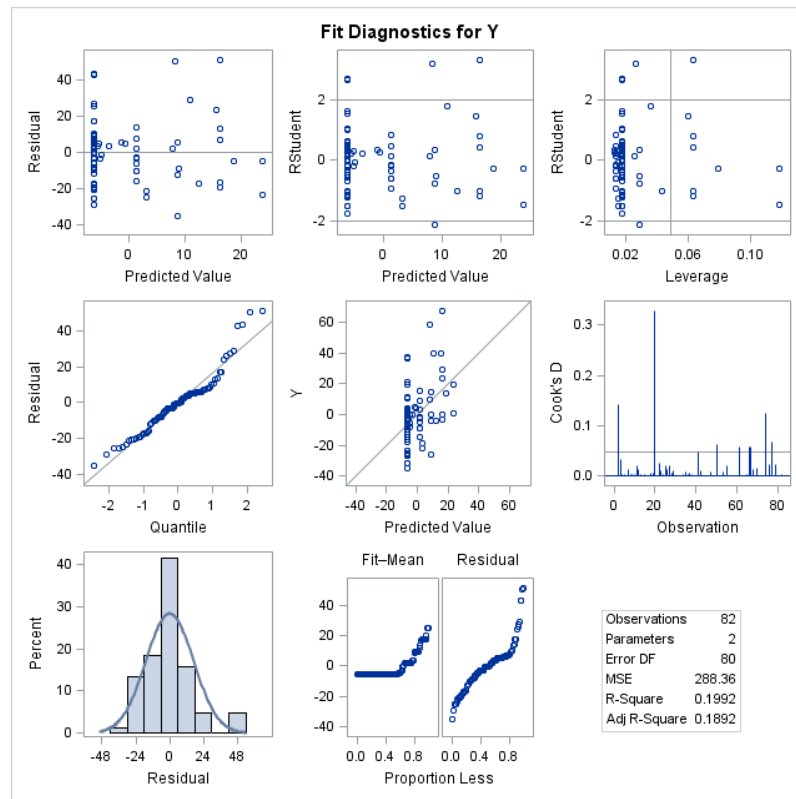 Fit Diagnostics for Y
Residual
40
20
0
-20
-40
0 10 20
Predicted Value
RStudent
2
0
-2
0 10 20
Predicted Value
RStudent
2
0
-2
0.02 0.06 0.10
Leverage
Residual
40
20
0
-20
-40
-2 -1 0 1 2
Quantile
Y
60
40
20
0
-20
-40
-40 -20 0 20 40 60
Predicted Value
Cook's D
0.3
0.2
0.1
0.0
0 20 40 60 80
Observation
Percent
40
30
20
10
0
-48 -24 0 24 48
Residual
Fit–Mean Residual
40
20
0
-20
-40
0.0 0.4 0.8 0.0 0.4 0.8
Proportion Less
Observations 82
Parameters 2
Error DF 80
MSE 288.36
R-Square 0.1992
Adj R-Square 0.1892